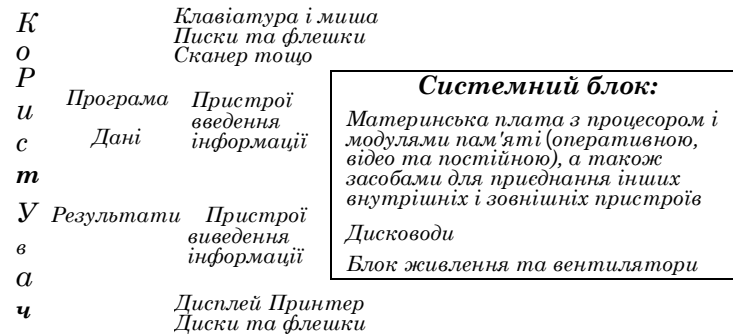 КоРистУвач
Клавіатура і миша
Писки та флешки
Сканер тощо
Програма
Дані
Пристрої
введення
інформації
Результати
Пристрої
виведення
інформації
Дисплей Принтер
Диски та флешки
Системний блок:
Материнська плата з процесором і
модулями пам'яті (оперативною,
відео та постійною), а також
засобами для приєднання інших
внутрішніх і зовнішніх пристроїв
Дисководи
Блок живлення та вентилятори